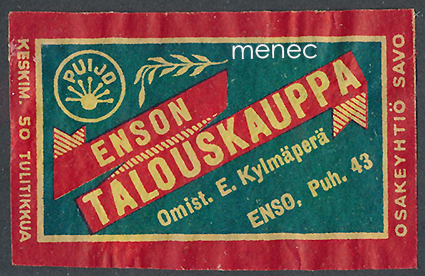 menec
PUIJO
ENSON
TALOUSKAUPPA
Omist. E. Kylmäperä
ENSO, Puh. 43
KESKIM. 50 TULITIKKUA
OSAKEYHTIÖ SAVO